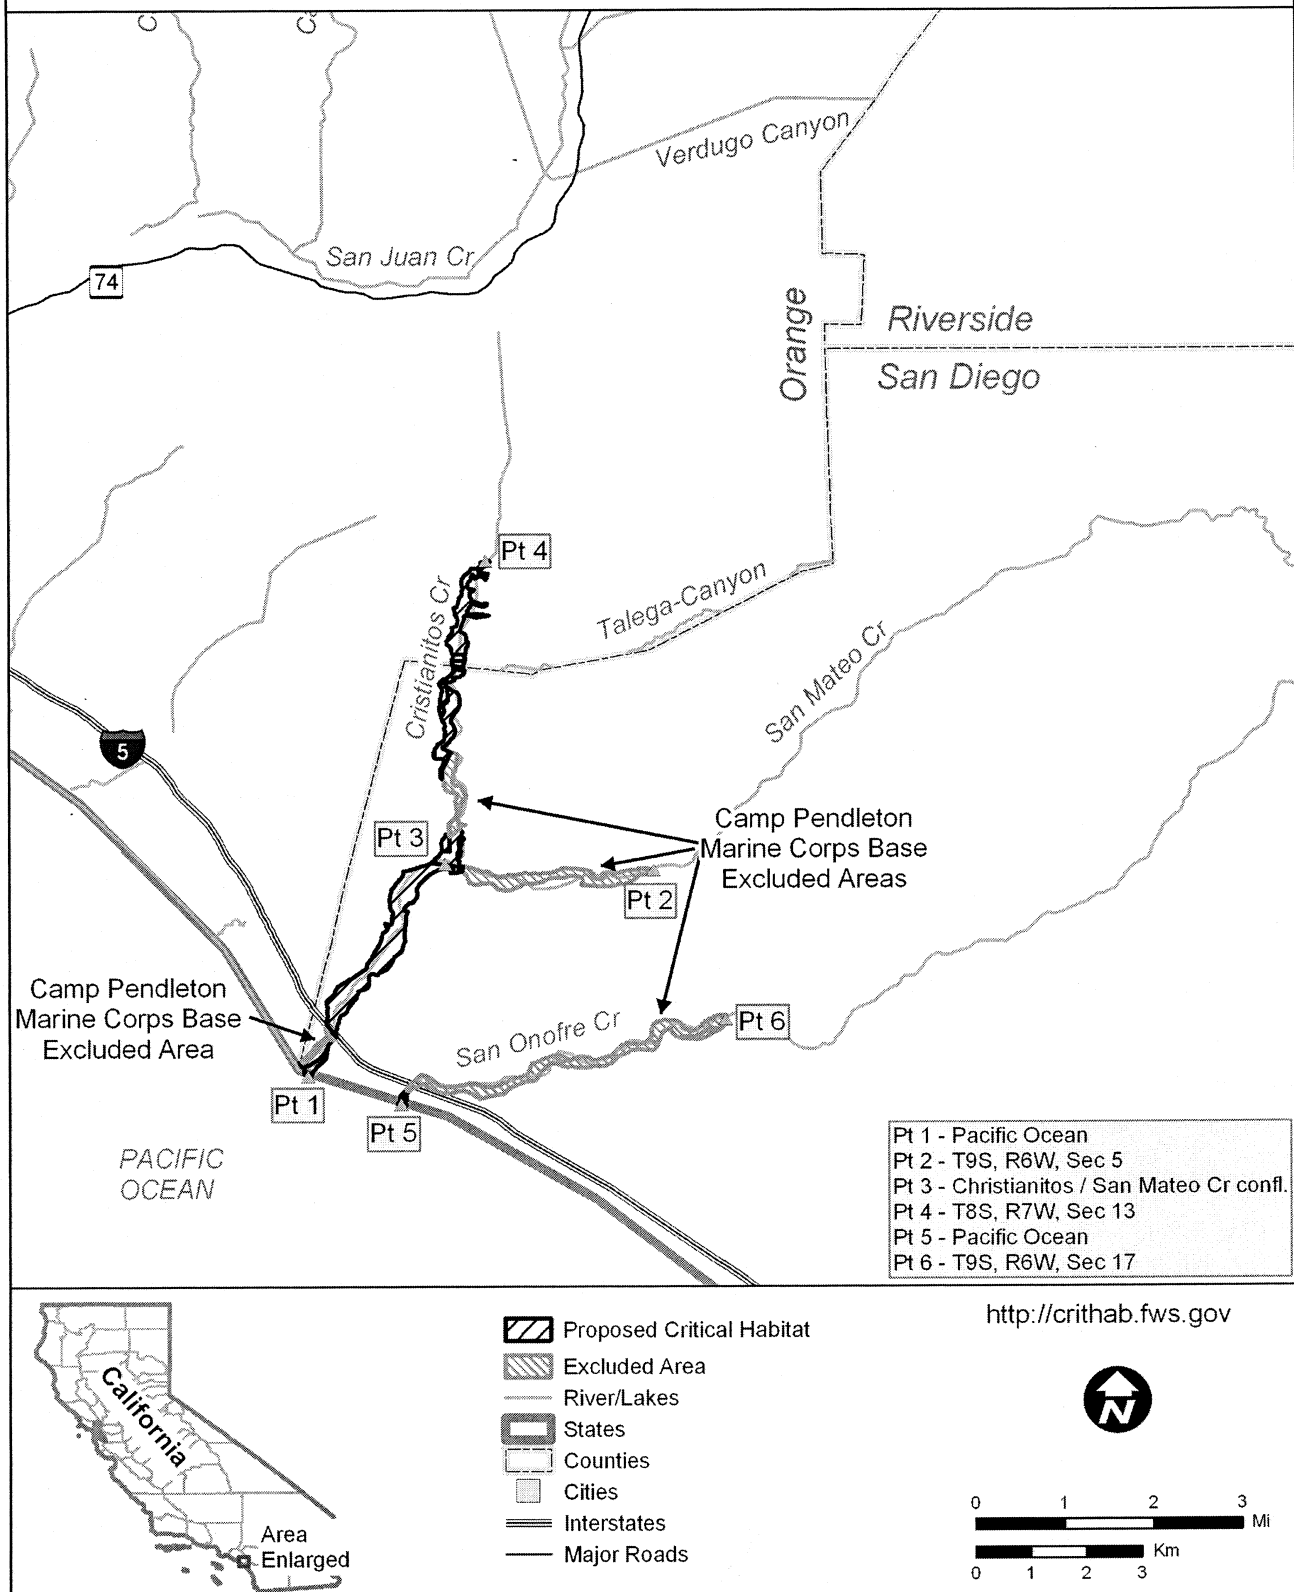 Verdugo Canyon
San Juan Cr
74
Orange
Riverside
San Diego
Pt 4
Cristianitos Cr
Talega-Canyon
San Mateo Cr
5
Pt 3
Camp Pendleton
Marine Corps Base
Excluded Areas
Pt 2
Camp Pendleton
Marine Corps Base
Excluded Area
San Onofre Cr
Pt 6
Pt 1
Pt 5
PACIFIC
OCEAN
Pt 1 - Pacific Ocean
Pt 2 - T9S, R6W, Sec 5
Pt 3 - Christianitos / San Mateo Cr confl.
Pt 4 - T8S, R7W, Sec 13
Pt 5 - Pacific Ocean
Pt 6 - T9S, R6W, Sec 17
California
Area
Enlarged
Proposed Critical Habitat
Excluded Area
River/Lakes
States
Counties
Cities
Interstates
Major Roads
http://crithab.fws.gov
N
0 1 2 3
Mi
Km
0 1 2 3